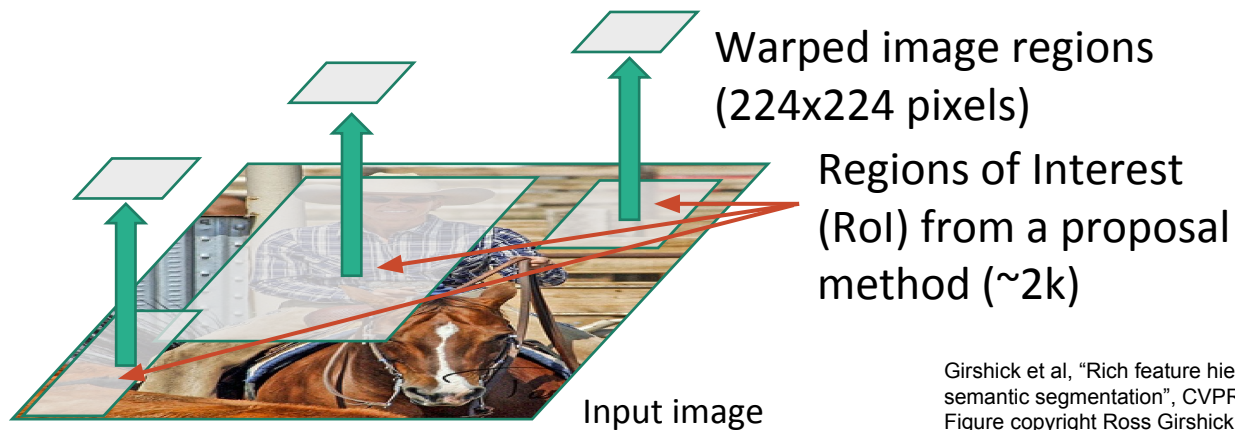 Warped image regions
(224x224 pixels)
Regions of Interest
(RoI) from a proposal
method (~2k)
Input image
Girshick et al, “Rich feature hie
semantic segmentation”, CVPR
Figure copyright Ross Girshick